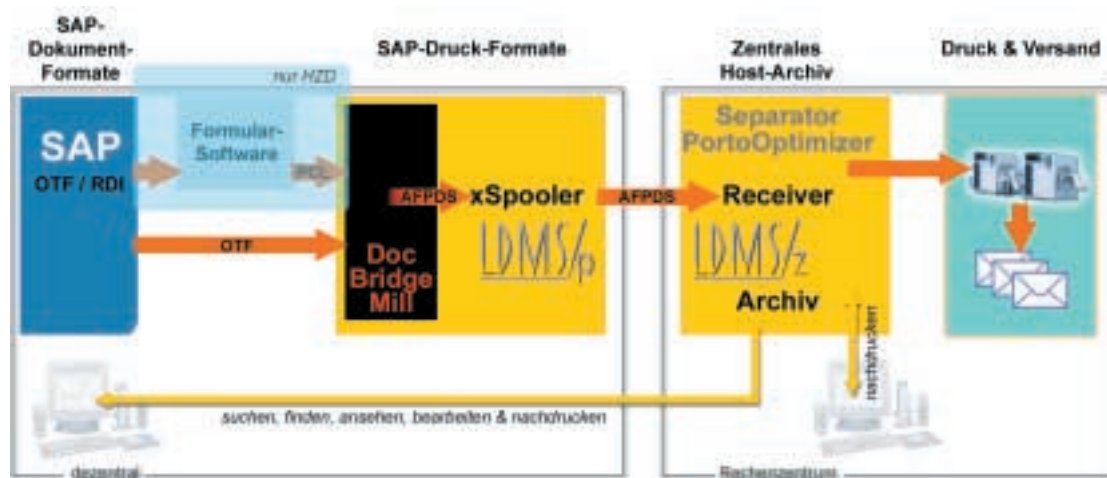 SAP-
Dokument-
Formate
SAP-Druck-Formate
Zentrales
Host-Archiv
Druck & Versand
nur HZD
SAP
OTF / RDI
Formular-
Software
PCL
OTF
AFPDS
Doc
Bridge
Mill
xSpooler
LDMS/p
AFPDS
Separator
PortoOptimizer
Receiver
LDMS/z
Archiv
nachdrucken
suchen, finden, ansehen, bearbeiten & nachdrucken
dezentral
Rechenzentrum